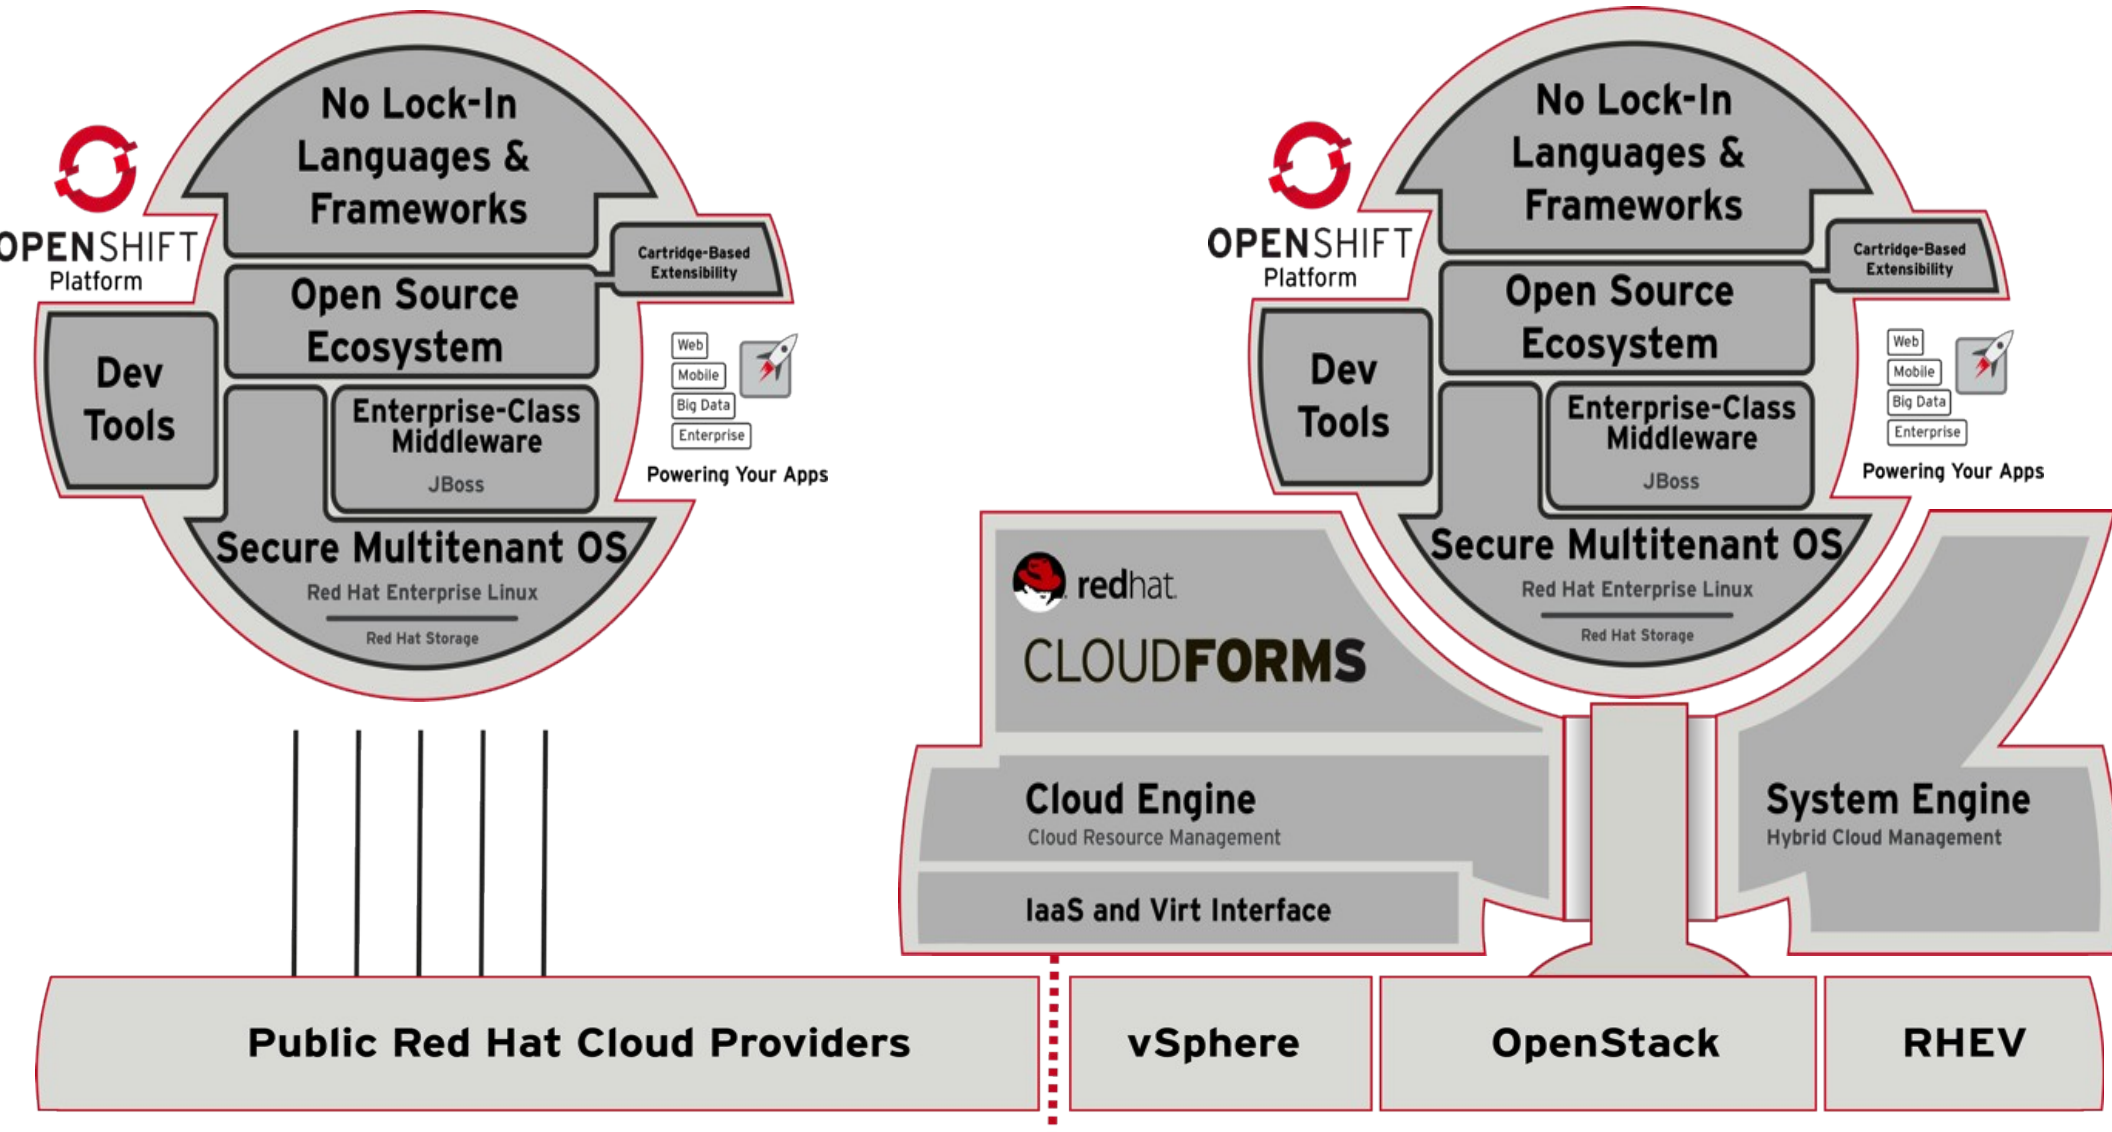 No Lock-In
Languages &
Frameworks
OPENSHIFT
Platform
Cartridge-Based
Extensibility
Open Source
Ecosystem
Dev
Tools
Web
Mobile
Big Data
Enterprise
Powering Your Apps
Enterprise-Class
Middleware
JBoss
Secure Multitenant OS
Red Hat Enterprise Linux
Red Hat Storage
No Lock-In
Languages &
Frameworks
OPENSHIFT
Platform
Cartridge-Based
Extensibility
Open Source
Ecosystem
Dev
Tools
Web
Mobile
Big Data
Enterprise
Powering Your Apps
Enterprise-Class
Middleware
JBoss
Secure Multitenant OS
Red Hat Enterprise Linux
Red Hat Storage
redhat.
CLOUDFORMS
Cloud Engine
Cloud Resource Management
IaaS and Virt Interface
System Engine
Hybrid Cloud Management
Public Red Hat Cloud Providers
vSphere
OpenStack
RHEV